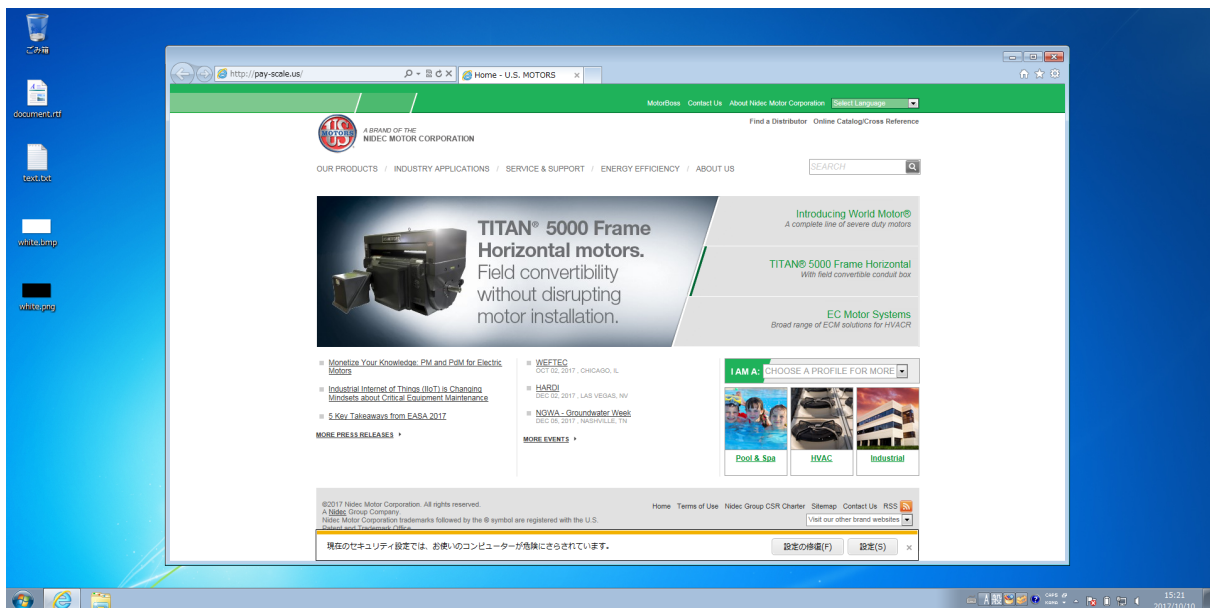 ごみ箱
document.rtf
text.txt
white.bmp
white.png
http://pay-scale.us/
Home - U.S. MOTORS
MotorBoss Contact Us About Nidec Motor Corporation Select Language
Find a Distributor Online Catalog/Cross Reference
US
MOTORS
A BRAND OF THE
NIDEC MOTOR CORPORATION
OUR PRODUCTS / INDUSTRY APPLICATIONS / SERVICE & SUPPORT / ENERGY EFFICIENCY / ABOUT US
SEARCH
TITAN® 5000 Frame
Horizontal motors.
Field convertibility
without disrupting
motor installation.
Introducing World Motor®
A complete line of severe duty motors
TITAN® 5000 Frame Horizontal
With field convertible conduit box
EC Motor Systems
Broad range of ECM solutions for HVACR
Monetize Your Knowledge: PM and PdM for Electric
Motors
Industrial Internet of Things (IIoT) is Changing
Mindsets about Critical Equipment Maintenance
5 Key Takeaways from EASA 2017
MORE PRESS RELEASES
WEFTEC
OCT 02, 2017 , CHICAGO, IL
HARDI
DEC 02, 2017 , LAS VEGAS, NV
NGWA - Groundwater Week
DEC 05, 2017 , NASHVILLE, TN
MORE EVENTS
I AM A: CHOOSE A PROFILE FOR MORE
Pool & Spa
HVAC
Industrial
©2017 Nidec Motor Corporation. All rights reserved.
A Nidec Group Company.
Nidec Motor Corporation trademarks followed by the ® symbol are registered with the U.S.
Patent and Trademark Office.
Home Terms of Use Nidec Group CSR Charter Sitemap Contact Us RSS
Visit our other brand websites
現在のセキュリティ設定では、お使いのコンピューターが危険にさらされています。
設定の修復(F)
設定(S)
A 般
CAPS
KANA
15:21
2017/10/10